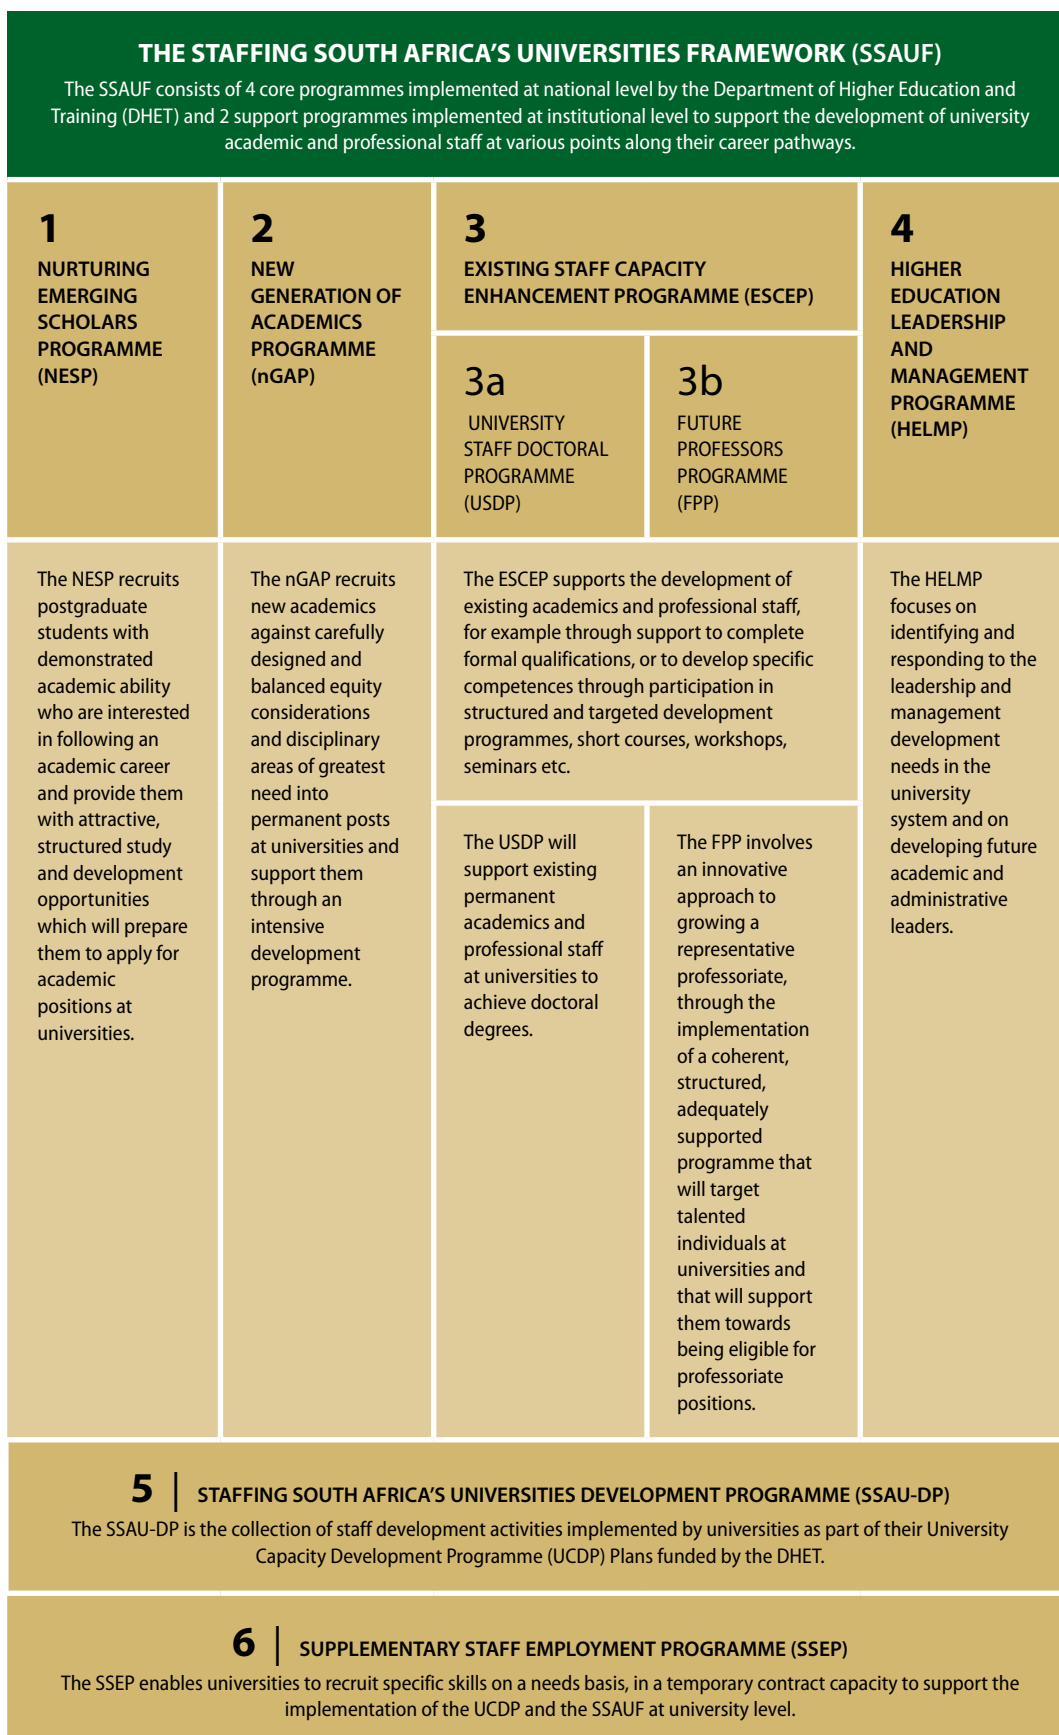 THE STAFFING SOUTH AFRICA’S UNIVERSITIES FRAMEWORK (SSAUF)
The SSAUF consists of 4 core programmes implemented at national level by the Department of Higher Education and
Training (DHET) and 2 support programmes implemented at institutional level to support the development of university
academic and professional staff at various points along their career pathways.
1
NURTURING
EMERGING
SCHOLARS
PROGRAMME
(NESP)
2
NEW
GENERATION OF
ACADEMICS
PROGRAMME
(nGAP)
3
EXISTING STAFF CAPACITY
ENHANCEMENT PROGRAMME (ESCEP)
3a
UNIVERSITY
STAFF DOCTORAL
PROGRAMME
(USDP)
3b
FUTURE
PROFESSORS
PROGRAMME
(FPP)
4
HIGHER
EDUCATION
LEADERSHIP
AND
MANAGEMENT
PROGRAMME
(HELMP)
The NESP recruits
postgraduate
students with
demonstrated
academic ability
who are interested
in following an
academic career
and provide them
with attractive,
structured study
and development
opportunities
which will prepare
them to apply for
academic
positions at
universities.
The nGAP recruits
new academics
against carefully
designed and
balanced equity
considerations
and disciplinary
areas of greatest
need into
permanent posts
at universities and
support them
through an
intensive
development
programme.
The ESCEP supports the development of
existing academics and professional staff,
for example through support to complete
formal qualifications, or to develop specific
competences through participation in
structured and targeted development
programmes, short courses, workshops,
seminars etc.
The USDP will
support existing
permanent
academics and
professional staff
at universities to
achieve doctoral
degrees.
The FPP involves
an innovative
approach to
growing a
representative
professoriate,
through the
implementation
of a coherent,
structured,
adequately
supported
programme that
will target
talented
individuals at
universities and
that will support
them towards
being eligible for
professoriate
positions.
The HELMP
focuses on
identifying and
responding to the
leadership and
management
development
needs in the
university
system and on
developing future
academic and
administrative
leaders.
5 | STAFFING SOUTH AFRICA’S UNIVERSITIES DEVELOPMENT PROGRAMME (SSAU-DP)
The SSAU-DP is the collection of staff development activities implemented by universities as part of their University
Capacity Development Programme (UCDP) Plans funded by the DHET.
6 | SUPPLEMENTARY STAFF EMPLOYMENT PROGRAMME (SSEP)
The SSEP enables universities to recruit specific skills on a needs basis, in a temporary contract capacity to support the
implementation of the UCDP and the SSAUF at university level.